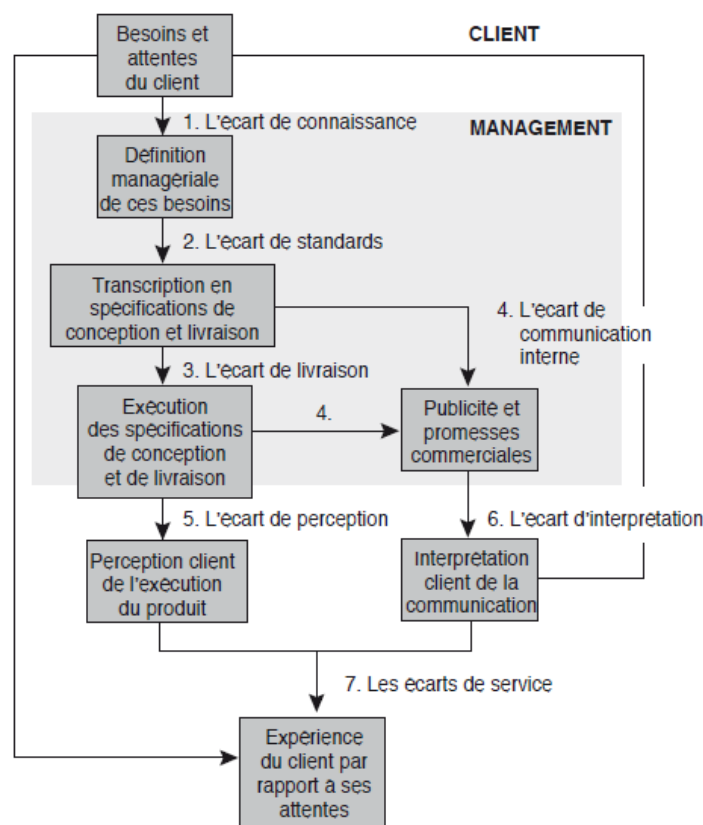 Besoins et
attentes
du client
CLIENT
1. L'écart de connaissance
MANAGEMENT
Définition
managériale
de ces besoins
2. L'écart de standards
Transcription en
spécifications de
conception et livraison
4. L'écart de
communication
interne
3. L'écart de livraison
Exécution
des spécifications
de conception
et de livraison
4.
Publicité et
promesses
commerciales
5. L'écart de perception
6. L'écart d'interprétation
Perception client
de l'exécution
du produit
Interprétation
client de la
communication
7. Les écarts de service
Expérience
du client par
rapport à ses
attentes